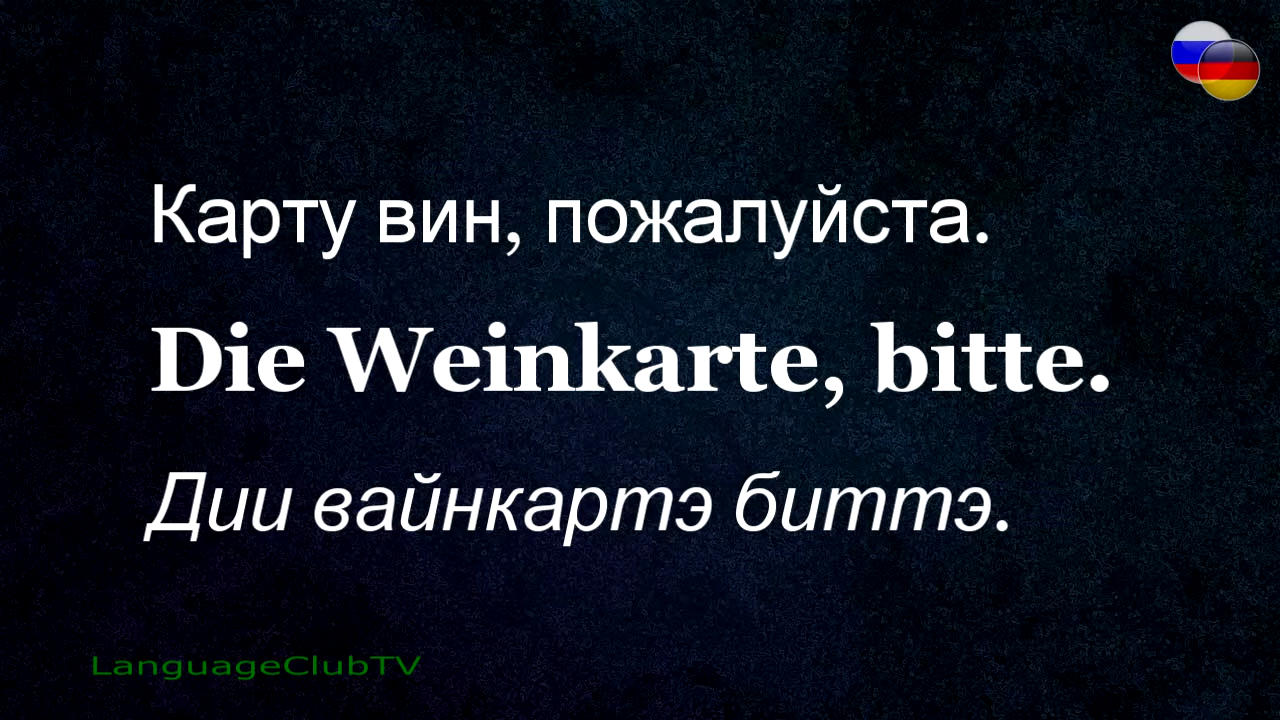 Карту вин, пожалуйста.
Die Weinkarte, bitte.
Дии вайнкартэ биттэ.
LanguageClubTV